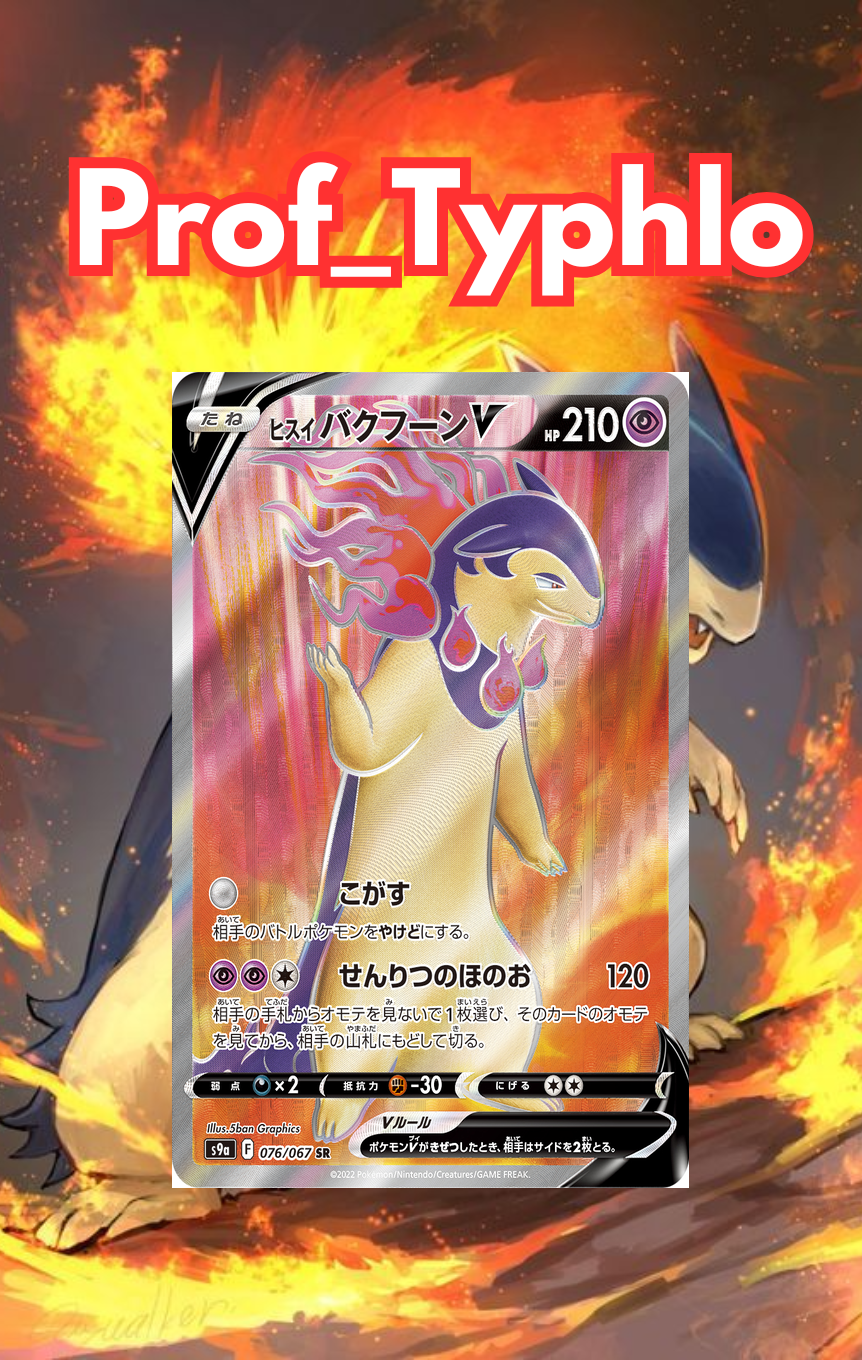 Prof_Typhlo
たね ヒスイ バクフーンV HP 210
こがす
相手のバトルポケモンをやけどにする。
せんりつのほのお 120
相手の手札からオモテを見ないで1枚選び、そのカードのオモテ
を見てから、相手の山札にもどして切る。
弱点 ×2 抵抗力 -30 にげる
Vルール
ポケモンVがきぜつしたとき、相手はサイドを2枚とる。
Illus.5ban Graphics
s9a F 076/067 SR
©2022 Pokémon/Nintendo/Creatures/GAME FREAK.